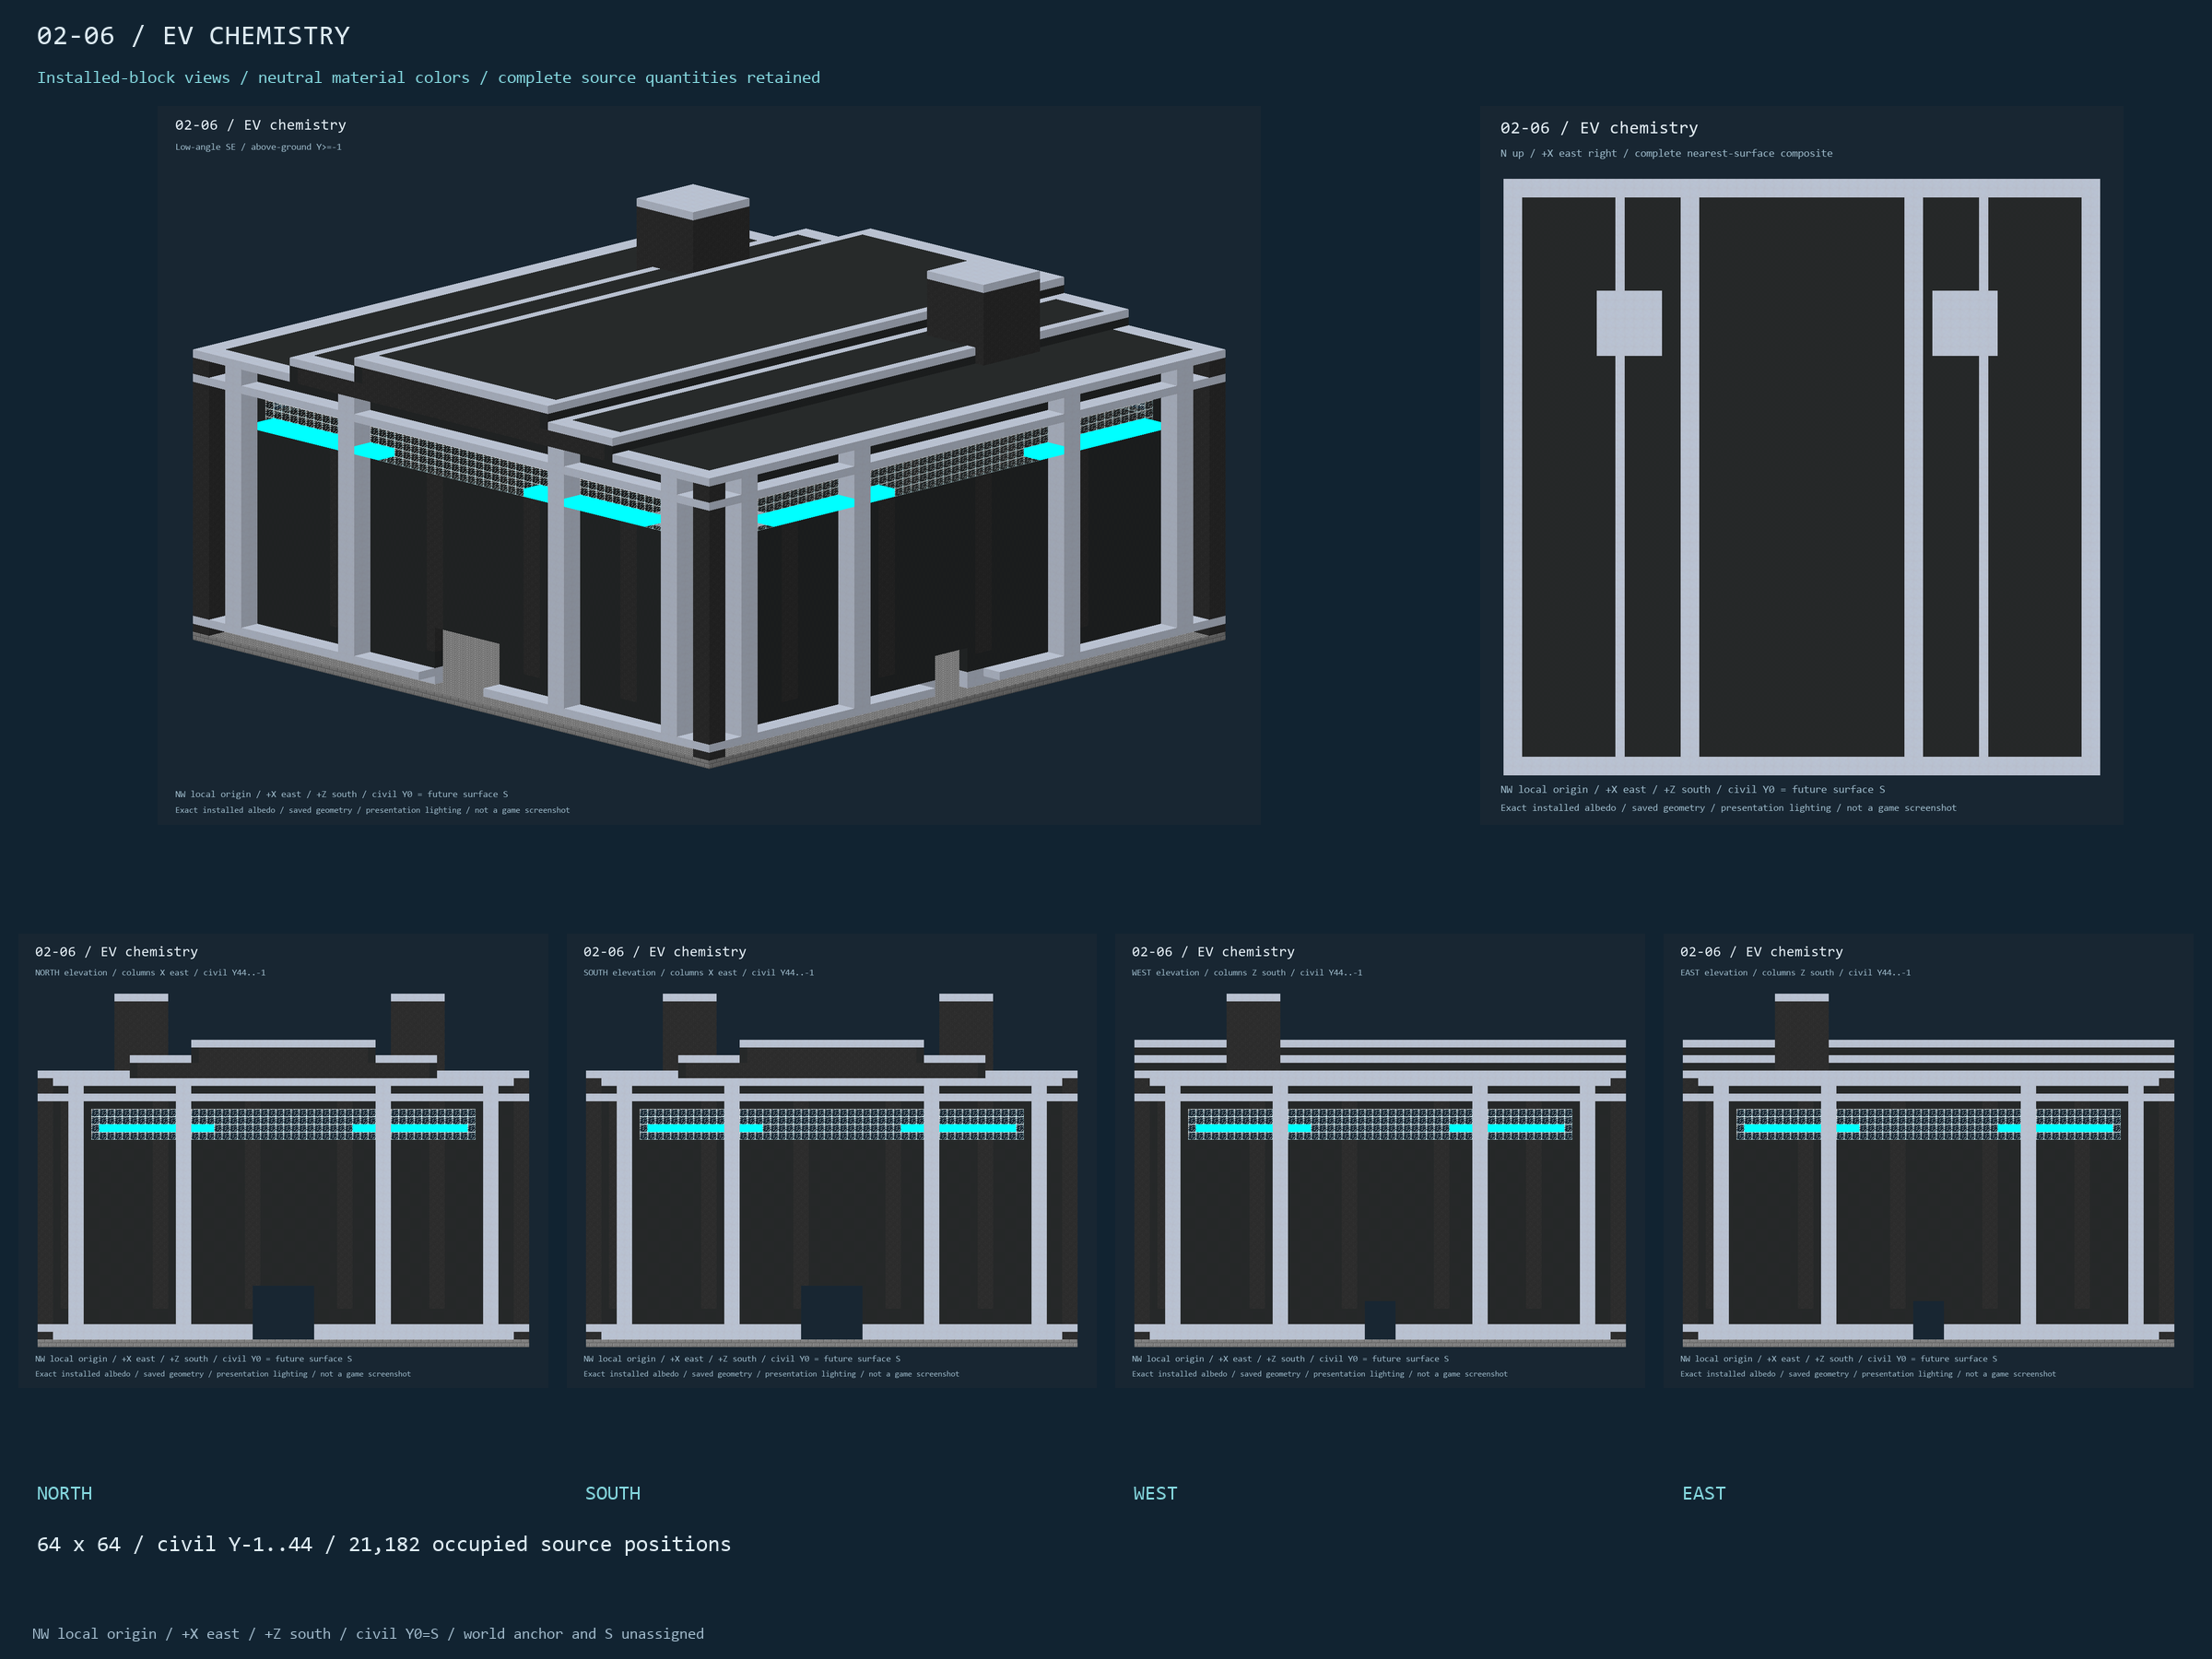 02-06 / EV CHEMISTRY
Installed-block views / neutral material colors / complete source quantities retained
02-06 / EV chemistry
Low-angle SE / above-ground Y>=-1
NW local origin / +X east / +Z south / civil Y0 = future surface S
Exact installed albedo / saved geometry / presentation lighting / not a game screenshot
02-06 / EV chemistry
N up / +X east right / complete nearest-surface composite
NW local origin / +X east / +Z south / civil Y0 = future surface S
Exact installed albedo / saved geometry / presentation lighting / not a game screenshot
02-06 / EV chemistry
NORTH elevation / columns X east / civil Y44..-1
NW local origin / +X east / +Z south / civil Y0 = future surface S
Exact installed albedo / saved geometry / presentation lighting / not a game screenshot
02-06 / EV chemistry
SOUTH elevation / columns X east / civil Y44..-1
NW local origin / +X east / +Z south / civil Y0 = future surface S
Exact installed albedo / saved geometry / presentation lighting / not a game screenshot
02-06 / EV chemistry
WEST elevation / columns Z south / civil Y44..-1
NW local origin / +X east / +Z south / civil Y0 = future surface S
Exact installed albedo / saved geometry / presentation lighting / not a game screenshot
02-06 / EV chemistry
EAST elevation / columns Z south / civil Y44..-1
NW local origin / +X east / +Z south / civil Y0 = future surface S
Exact installed albedo / saved geometry / presentation lighting / not a game screenshot
NORTH
SOUTH
WEST
EAST
64 x 64 / civil Y-1..44 / 21,182 occupied source positions
NW local origin / +X east / +Z south / civil Y0=S / world anchor and S unassigned